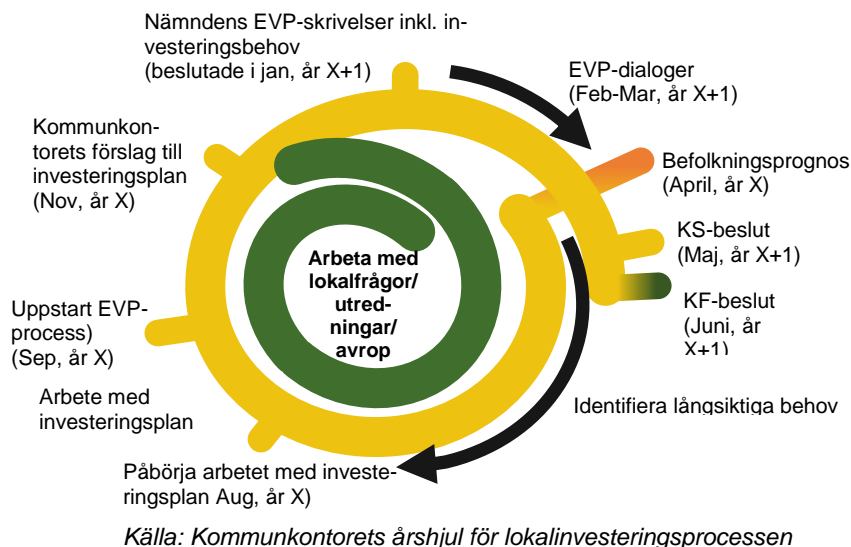 Nämndens EVP-skrivelser inkl. in-
vesteringsbehov
(beslutade i jan, år X+1)
EVP-dialoger
(Feb-Mar, år X+1)
Kommunkon-
torets förslag till
investeringsplan
(Nov, år X)
Befolkningsprognos
(April, år X)
KS-beslut
(Maj, år X+1)
KF-beslut
(Juni, år
X+1)
Arbeta med
lokalfrågor/
utred-
ningar/
avrop
Uppstart EVP-
process)
(Sep, år X)
Arbete med
investeringsplan
Identifiera långsiktiga behov
Påbörja arbetet med investe-
ringsplan Aug, år X)
Källa: Kommunkontorets årshjul för lokalinvesteringsprocessen